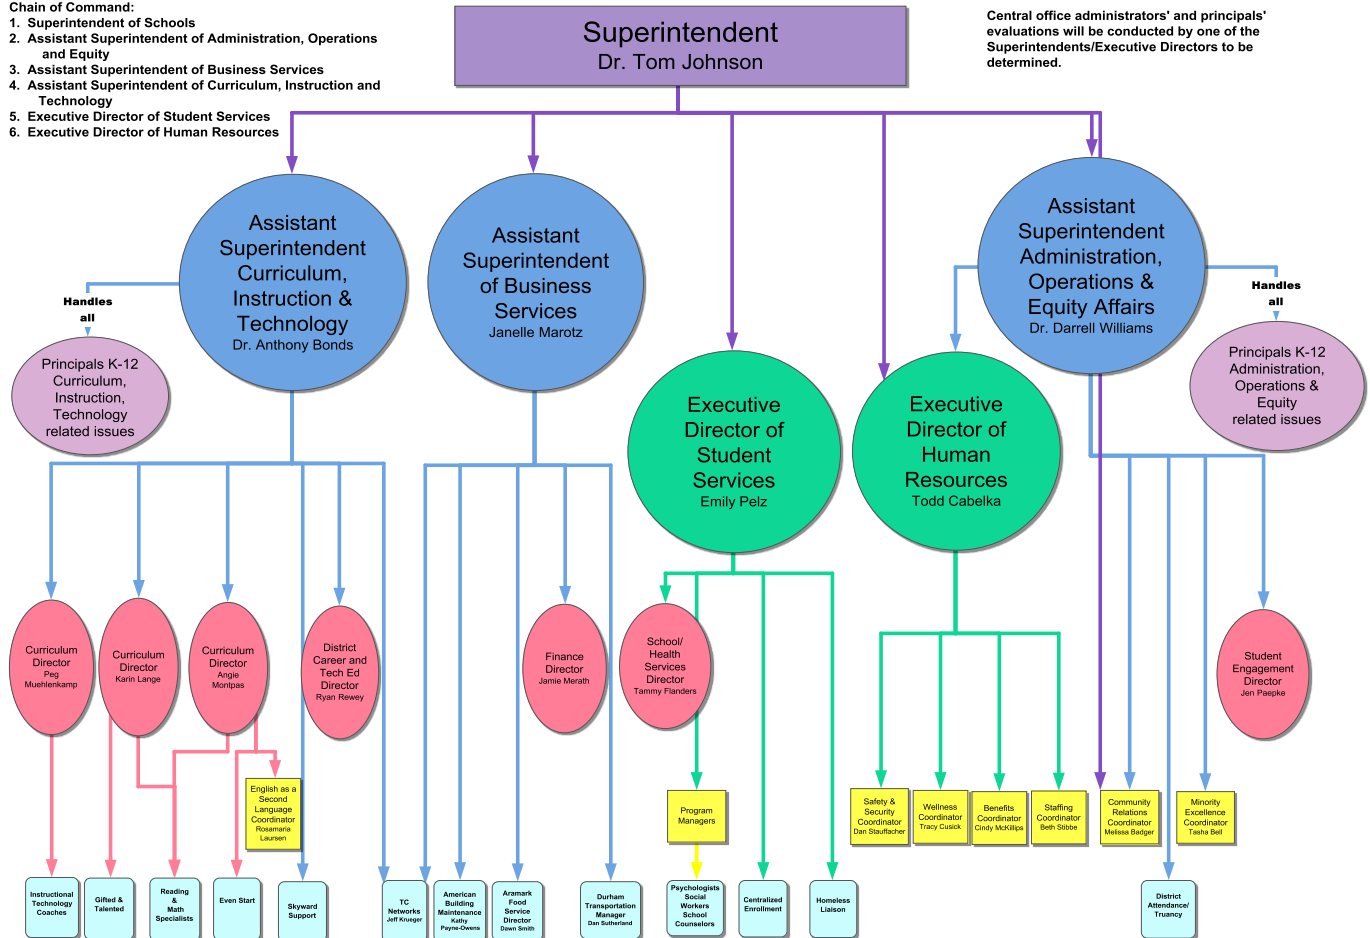 Chain of Command:
1. Superintendent of Schools
2. Assistant Superintendent of Administration, Operations
and Equity
3. Assistant Superintendent of Business Services
4. Assistant Superintendent of Curriculum, Instruction and
Technology
5. Executive Director of Student Services
6. Executive Director of Human Resources
Superintendent
Dr. Tom Johnson
Central office administrators' and principals'
evaluations will be conducted by one of the
Superintendents/Executive Directors to be
determined.
Assistant
Superintendent
Curriculum,
Instruction &
Technology
Dr. Anthony Bonds
Assistant
Superintendent
of Business
Services
Janelle Marotz
Assistant
Superintendent
Administration,
Operations &
Equity Affairs
Dr. Darrell Williams
Handles
all
Principals K-12
Curriculum,
Instruction,
Technology
related issues
Handles
all
Principals K-12
Administration,
Operations &
Equity
related issues
Executive
Director of
Student
Services
Emily Pelz
Executive
Director of
Human
Resources
Todd Cabelka
Curriculum
Director
Peg
Muehlenkamp
Curriculum
Director
Karin Lange
Curriculum
Director
Angie
Montpas
District
Career and
Tech Ed
Director
Ryan Rewey
Finance
Director
Jamie Merath
School/
Health
Services
Director
Tammy Flanders
Student
Engagement
Director
Jen Paepke
English as a
Second
Language
Coordinator
Rosamaria
Laursen
Program
Managers
Safety &
Security
Coordinator
Dan Stauffacher
Wellness
Coordinator
Tracy Cusick
Benefits
Coordinator
Cindy McKillips
Staffing
Coordinator
Beth Stibbe
Community
Relations
Coordinator
Melissa Badger
Minority
Excellence
Coordinator
Tasha Bell
Instructional
Technology
Coaches
Gifted &
Talented
Reading
&
Math
Specialists
Even Start
Skyward
Support
TC
Networks
Jeff Krueger
American
Building
Maintenance
Kathy
Payne-Owens
Aramark
Food
Service
Director
Dawn Smith
Durham
Transportation
Manager
Dan Sutherland
Psychologists
Social
Workers
School
Counselors
Centralized
Enrollment
Homeless
Liaison
District
Attendance/
Truancy